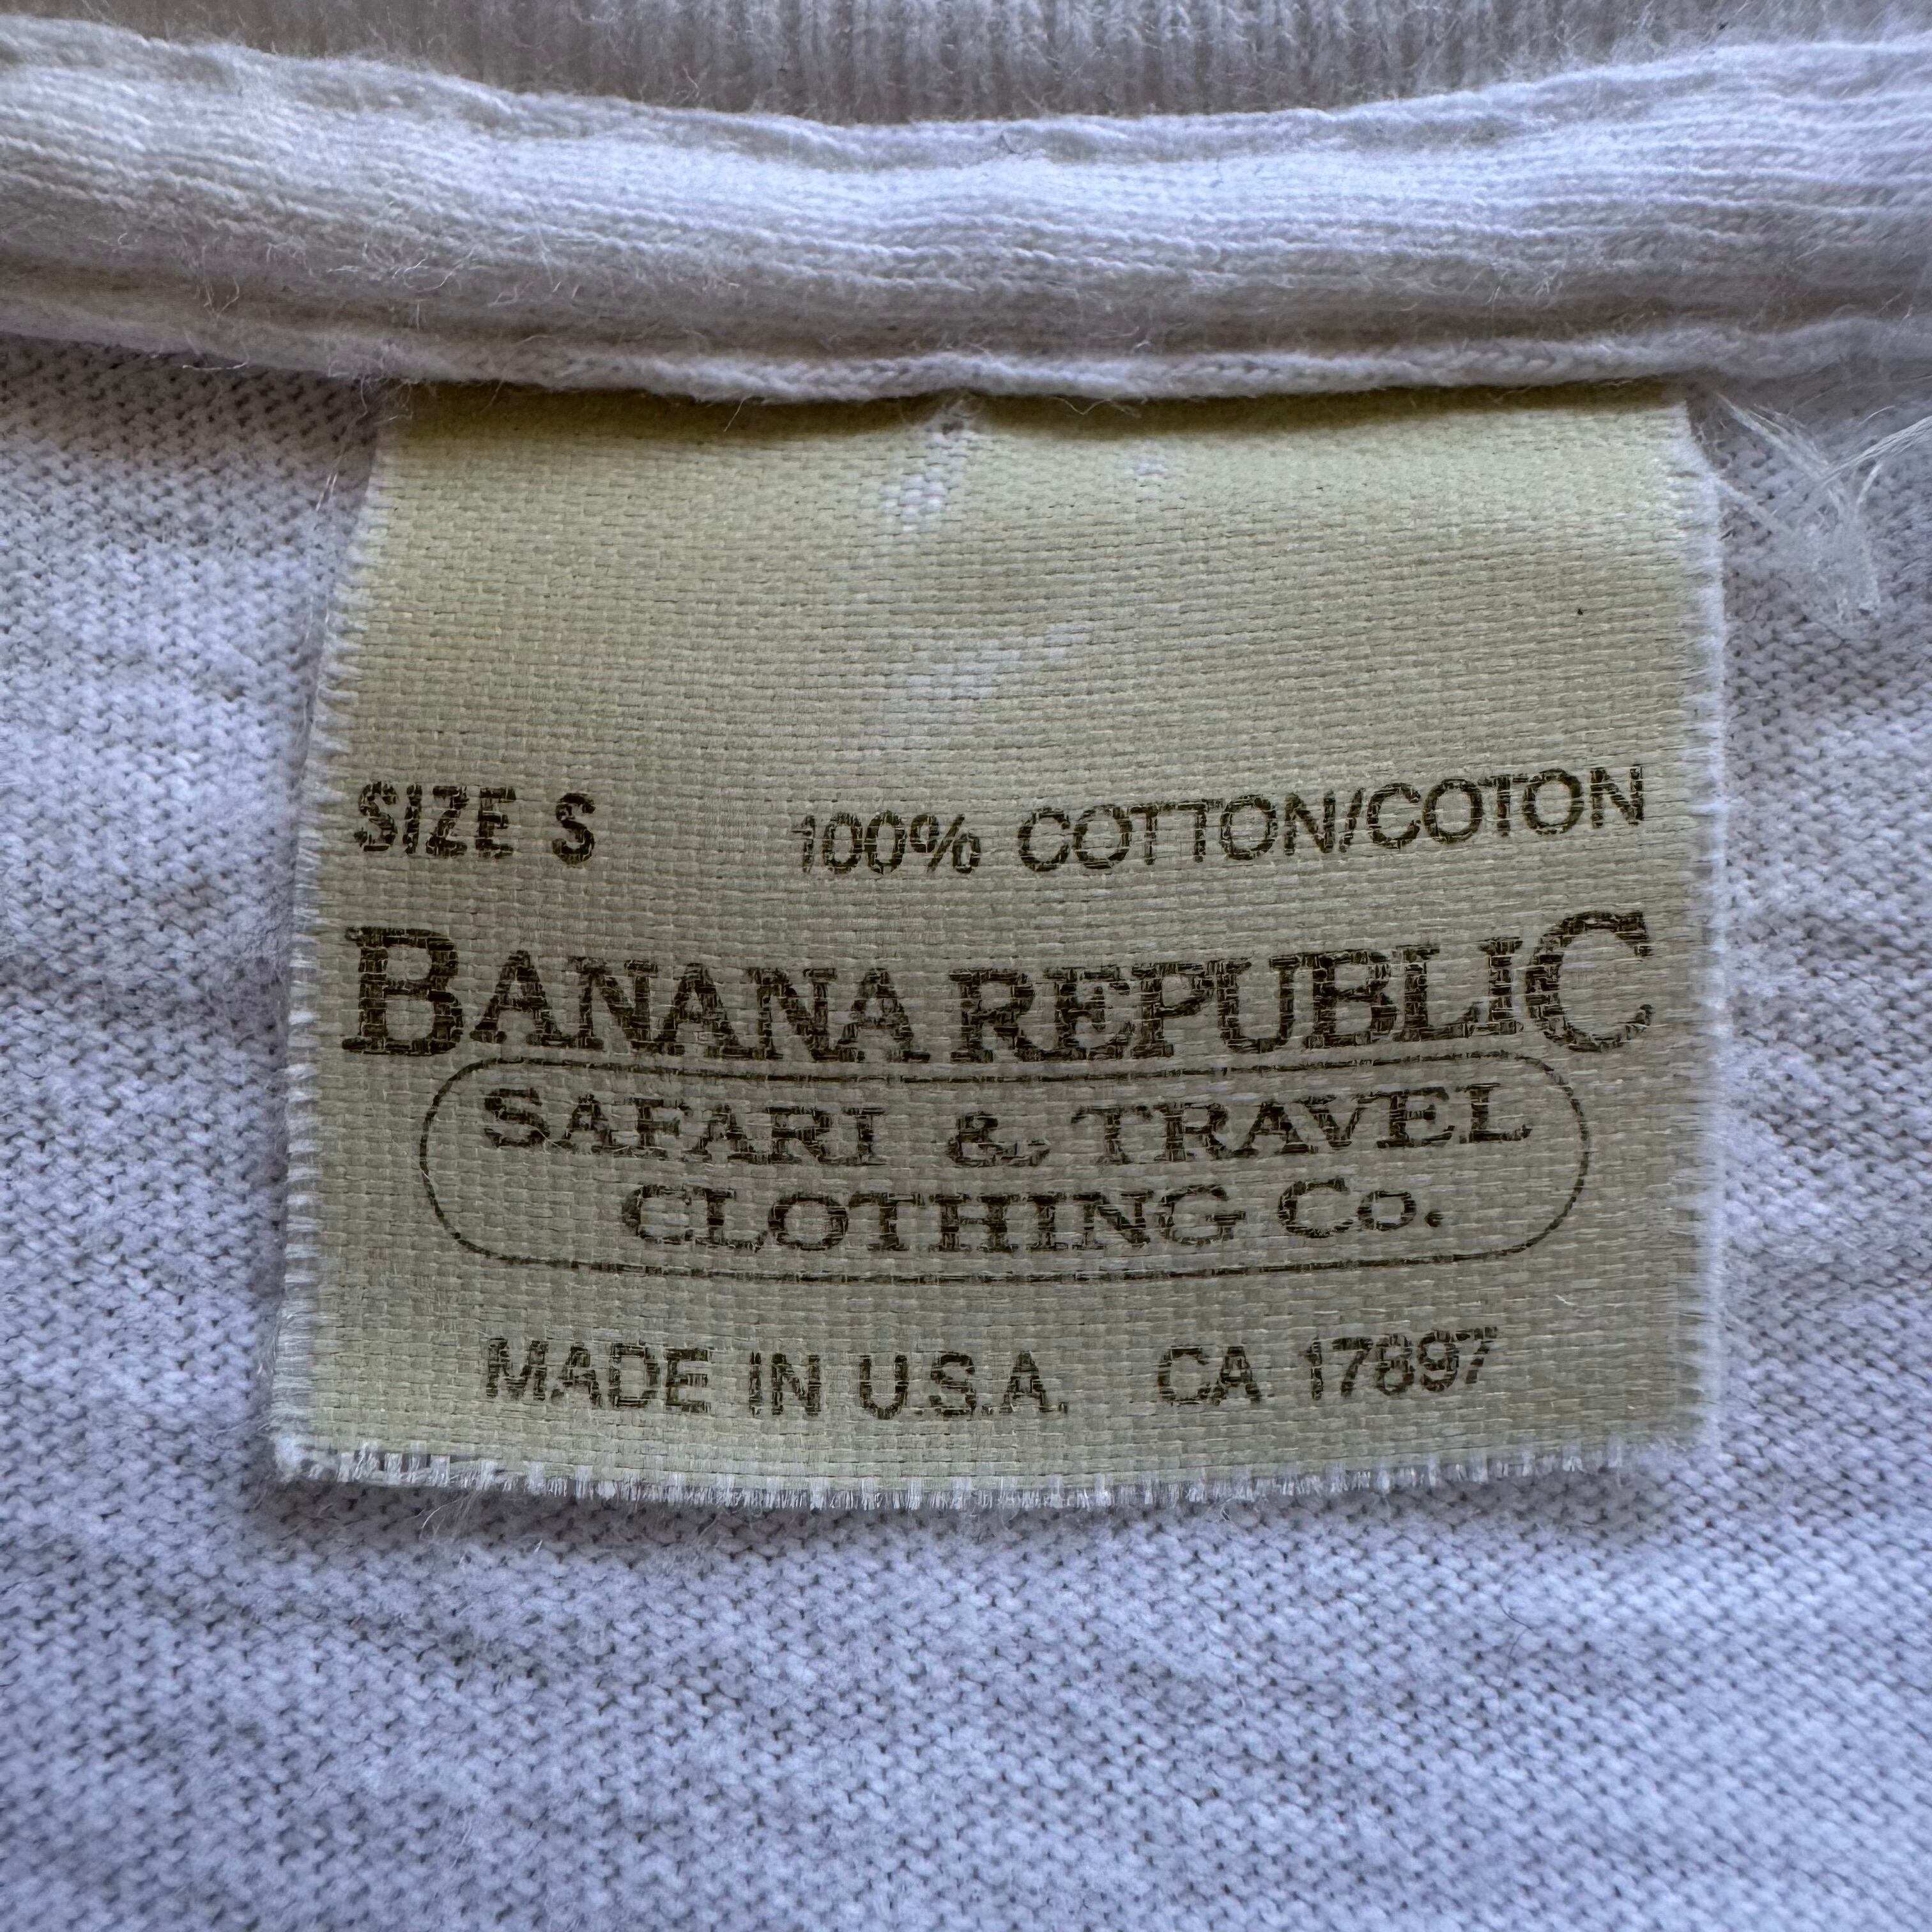 SIZE S 100% COTTON/COTON
BANANA REPUBLIC
SAFARI & TRAVEL
CLOTHING Co.
MADE IN U.S.A. CA 17897